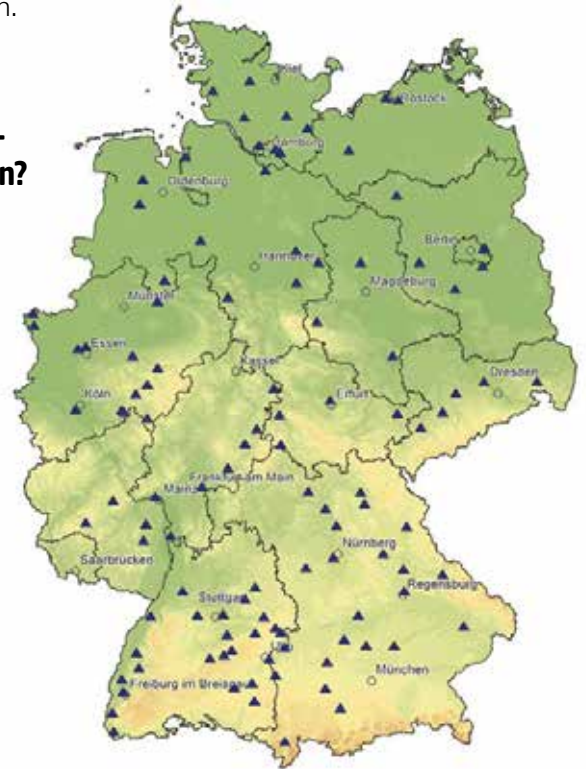 n.
n?
Kiel
Rostock
Hamburg
Oldenburg
Berlin
Hannover
Magdeburg
Münster
Essen
Kassel
Dresden
Köln
Erfurt
Frankfurt am Main
Mainz
Nürnberg
Saarbrücken
Regensburg
Stuttgart
Ulm
München
Freiburg im Breisgau